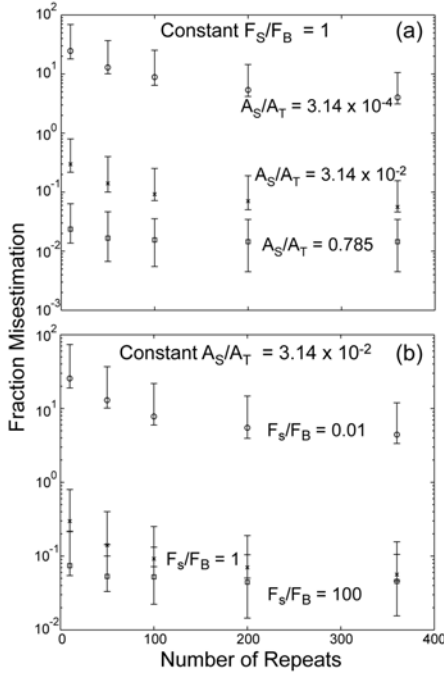 Constant F_S/F_B = 1
(a)
10^2
10^1
10^0
10^-1
10^-2
10^-3
A_S/A_T = 3.14 x 10^-4
A_S/A_T = 3.14 x 10^-2
A_S/A_T = 0.785
Fraction Misestimation
Constant A_S/A_T = 3.14 x 10^-2
(b)
10^2
10^1
10^0
10^-1
10^-2
F_s/F_B = 0.01
F_s/F_B = 1
F_s/F_B = 100
0 100 200 300 400
Number of Repeats